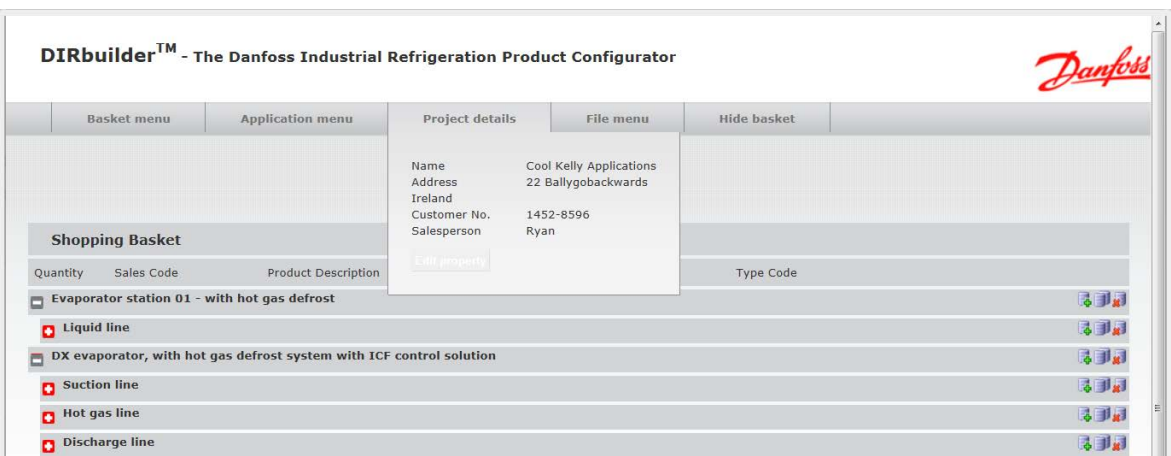 DIRbuilder™ - The Danfoss Industrial Refrigeration Product Configurator
Danfoss
Basket menu Application menu Project details File menu Hide basket
Name Cool Kelly Applications
Address 22 Ballygobackwards
Ireland
Customer No. 1452-8596
Salesperson Ryan
Edit property
Shopping Basket
Quantity Sales Code Product Description Type Code
Evaporator station 01 - with hot gas defrost
Liquid line
DX evaporator, with hot gas defrost system with ICF control solution
Suction line
Hot gas line
Discharge line